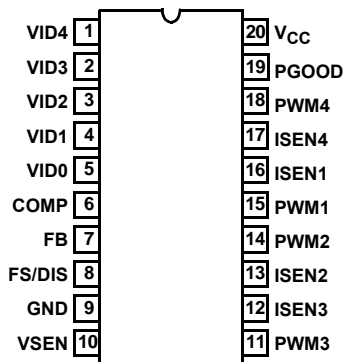 VID4 1 20 VCC
VID3 2 19 PGOOD
VID2 3 18 PWM4
VID1 4 17 ISEN4
VID0 5 16 ISEN1
COMP 6 15 PWM1
FB 7 14 PWM2
FS/DIS 8 13 ISEN2
GND 9 12 ISEN3
VSEN 10 11 PWM3